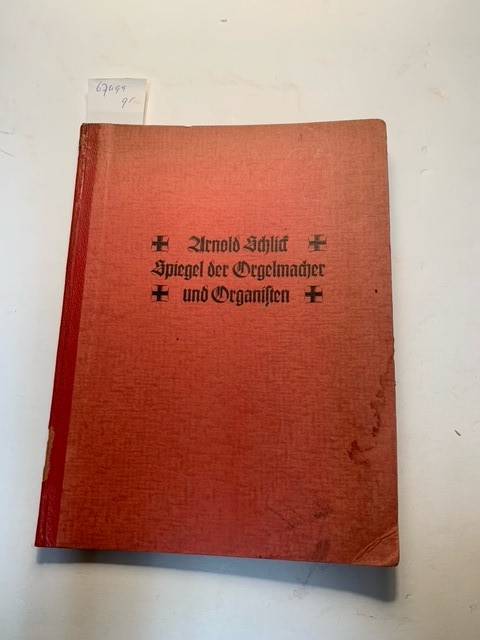 Arnold Schlick
Spiegel der Orgelmacher
und Organisten